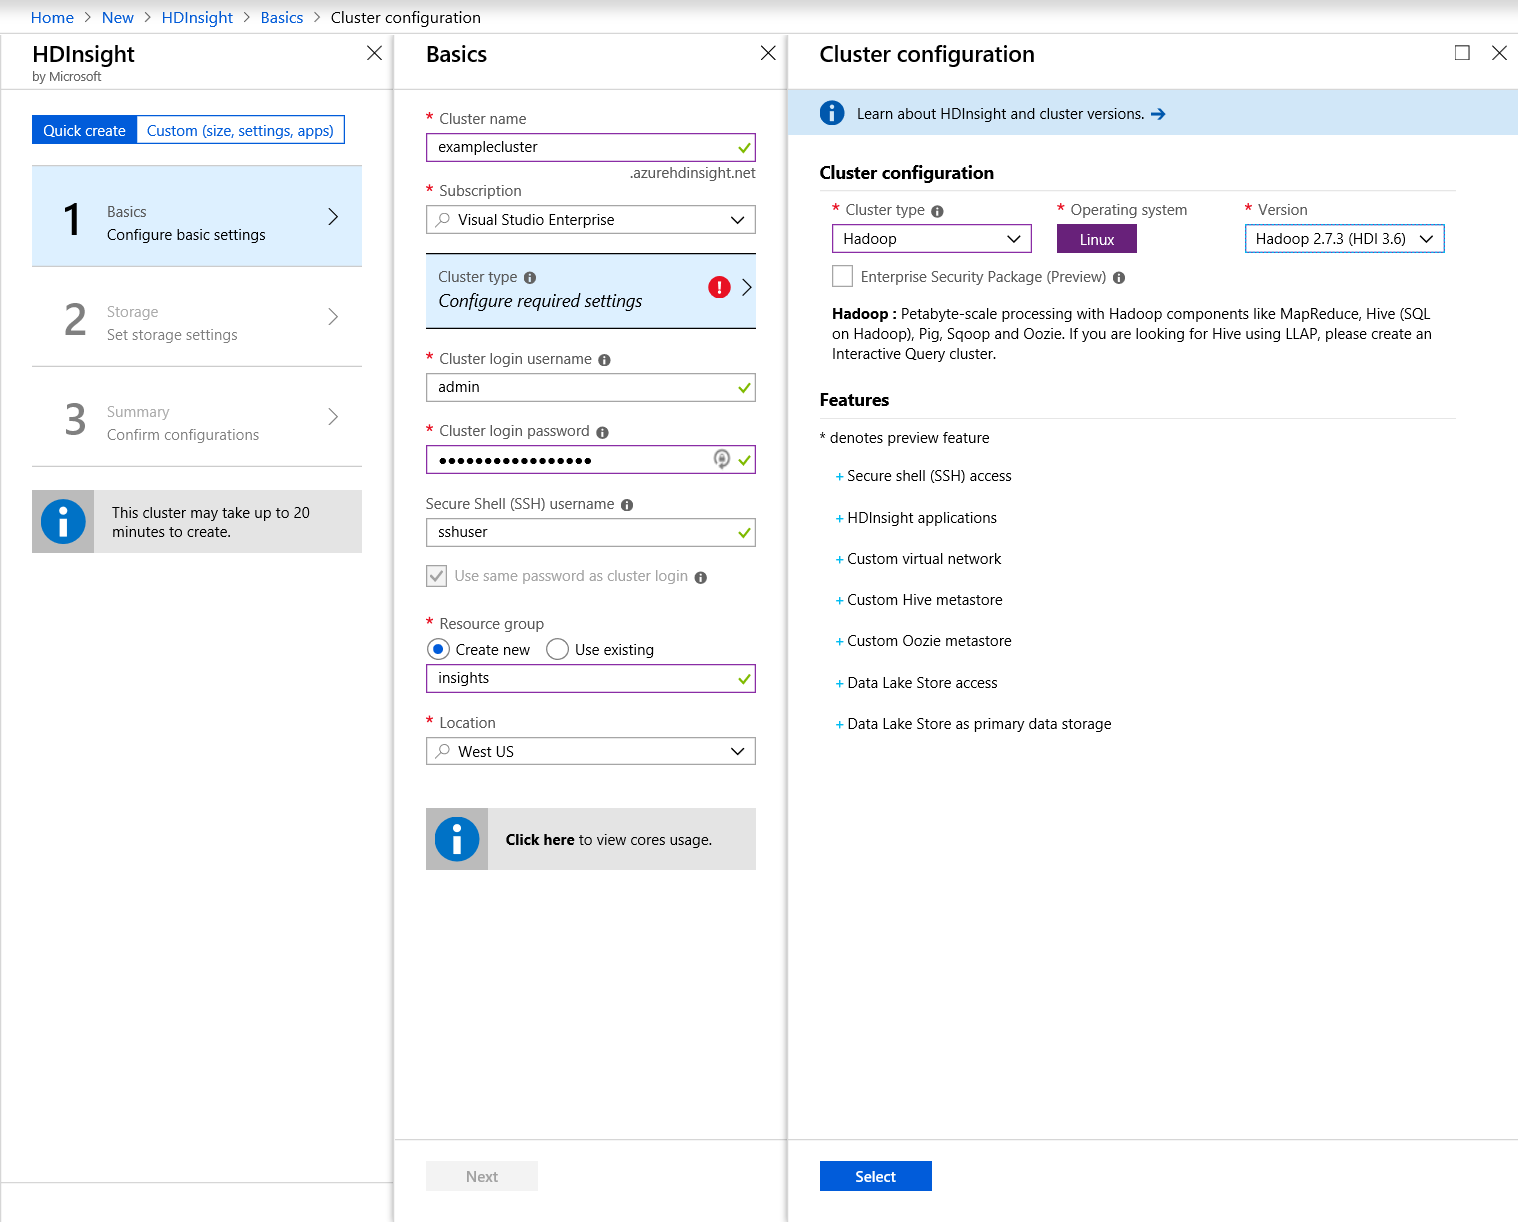 Home > New > HDInsight > Basics > Cluster configuration
HDInsight
by Microsoft
Quick create
Custom (size, settings, apps)
1
Basics
Configure basic settings
2
Storage
Set storage settings
3
Summary
Confirm configurations
This cluster may take up to 20
minutes to create.
Basics
* Cluster name
examplecluster
.azurehdinsight.net
* Subscription
Visual Studio Enterprise
Cluster type
Configure required settings
* Cluster login username
admin
* Cluster login password
•••••••••••••••••
Secure Shell (SSH) username
sshuser
Use same password as cluster login
* Resource group
Create new
Use existing
insights
* Location
West US
Click here to view cores usage.
Next
Cluster configuration
Learn about HDInsight and cluster versions. →
Cluster configuration
* Cluster type
* Operating system
* Version
Hadoop
Linux
Hadoop 2.7.3 (HDI 3.6)
Enterprise Security Package (Preview)
Hadoop : Petabyte-scale processing with Hadoop components like MapReduce, Hive (SQL
on Hadoop), Pig, Sqoop and Oozie. If you are looking for Hive using LLAP, please create an
Interactive Query cluster.
Features
* denotes preview feature
+ Secure shell (SSH) access
+ HDInsight applications
+ Custom virtual network
+ Custom Hive metastore
+ Custom Oozie metastore
+ Data Lake Store access
+ Data Lake Store as primary data storage
Select